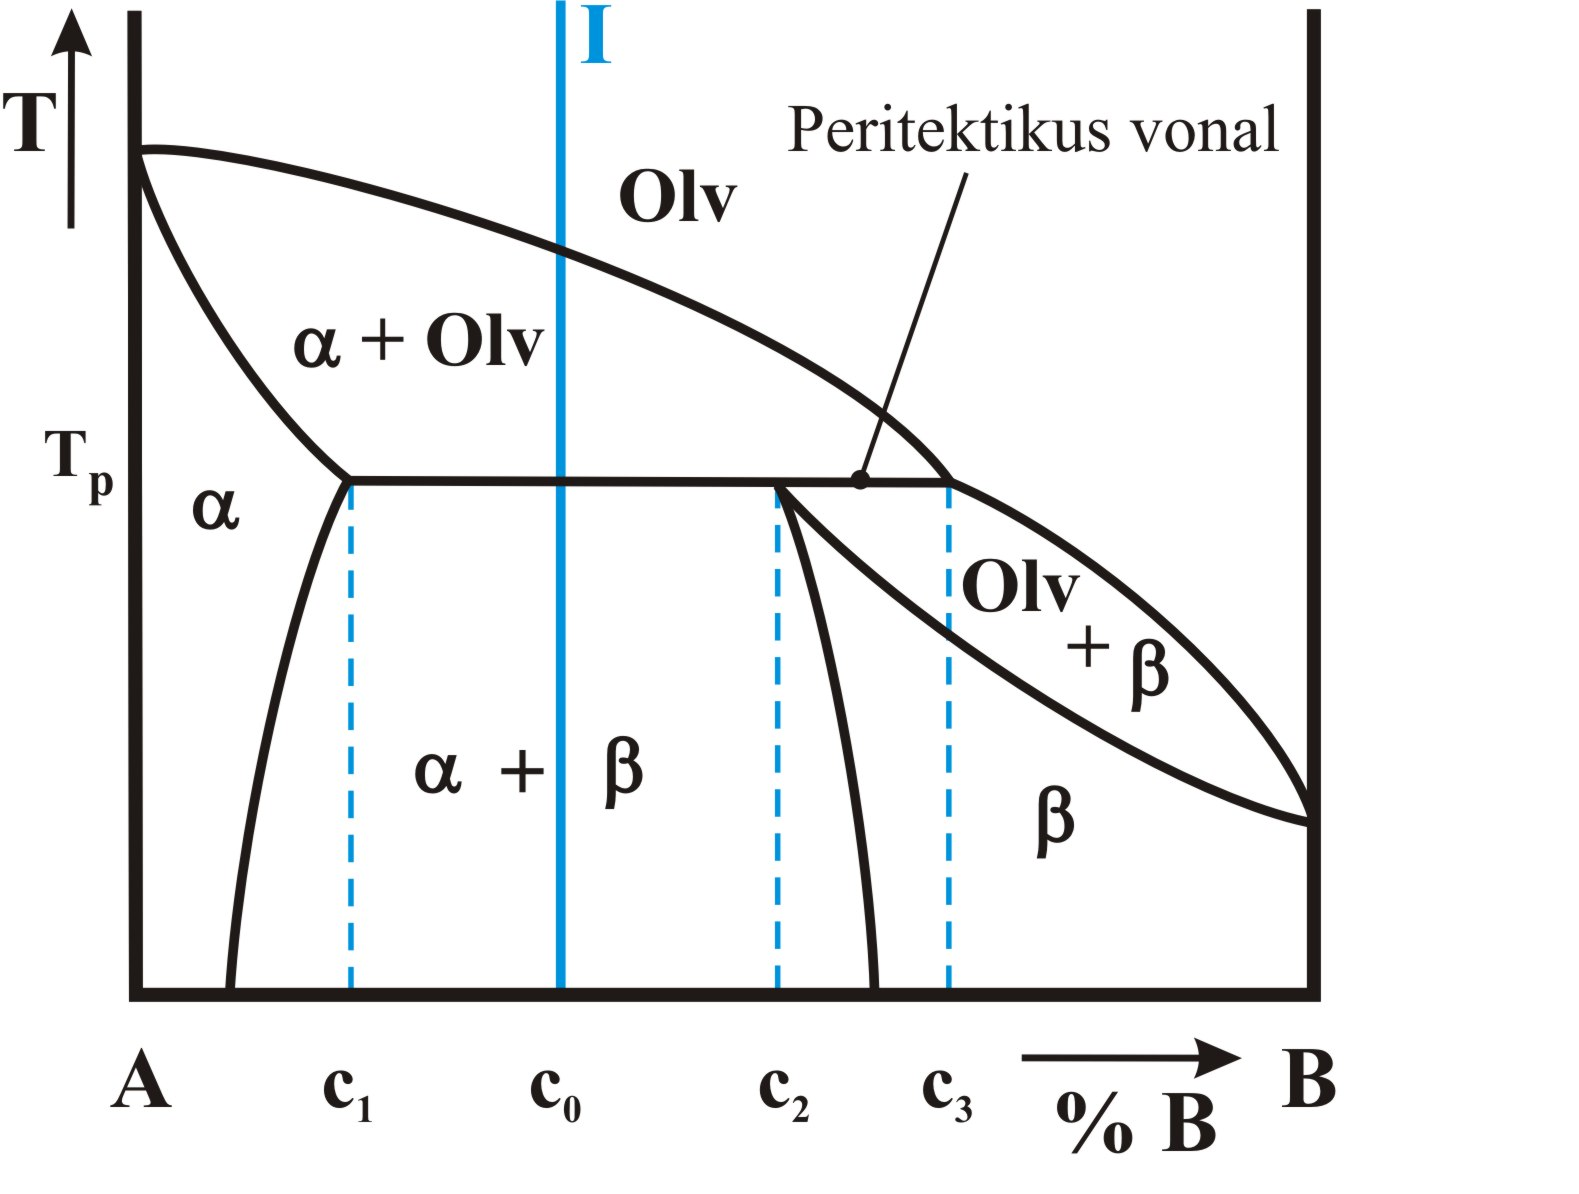 I
T
Peritektikus vonal
Olv
α + Olv
Tp
α
Olv
+ β
α + β
β
A
c1
c0
c2
c3
% B
B